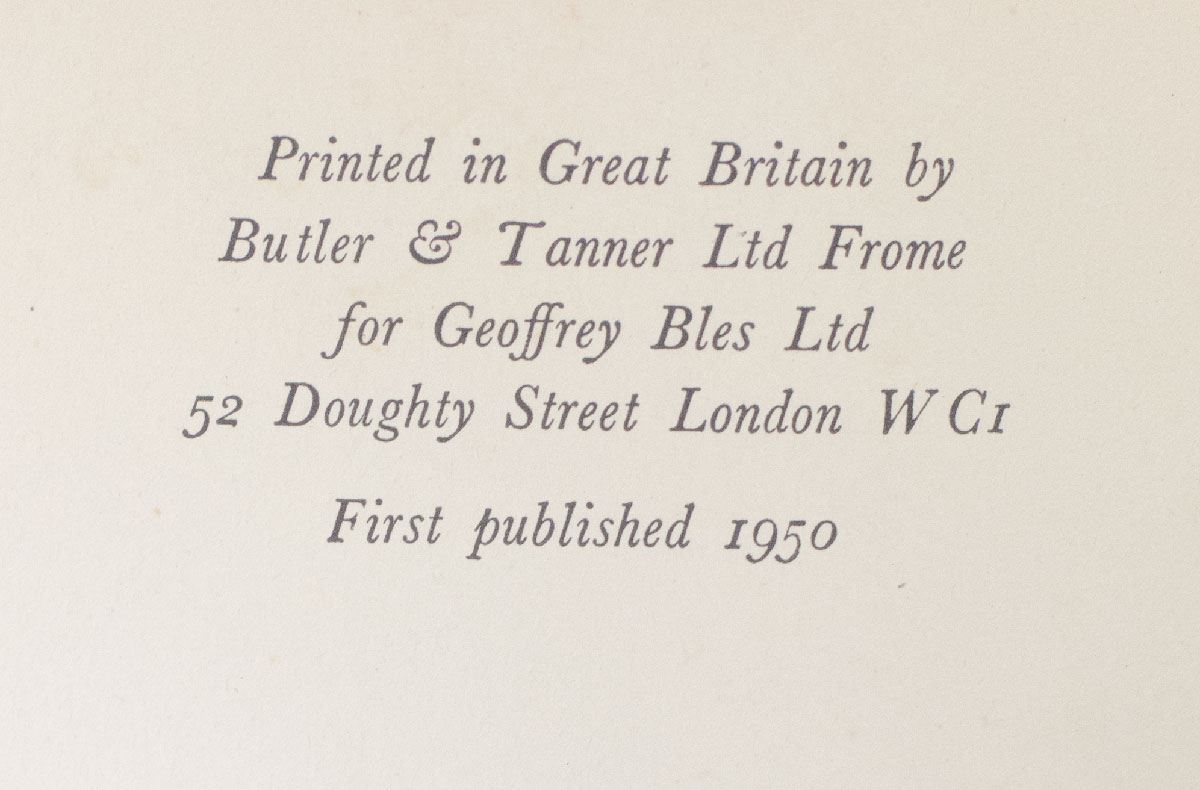 Printed in Great Britain by
Butler & Tanner Ltd Frome
for Geoffrey Bles Ltd
52 Doughty Street London WC1
First published 1950